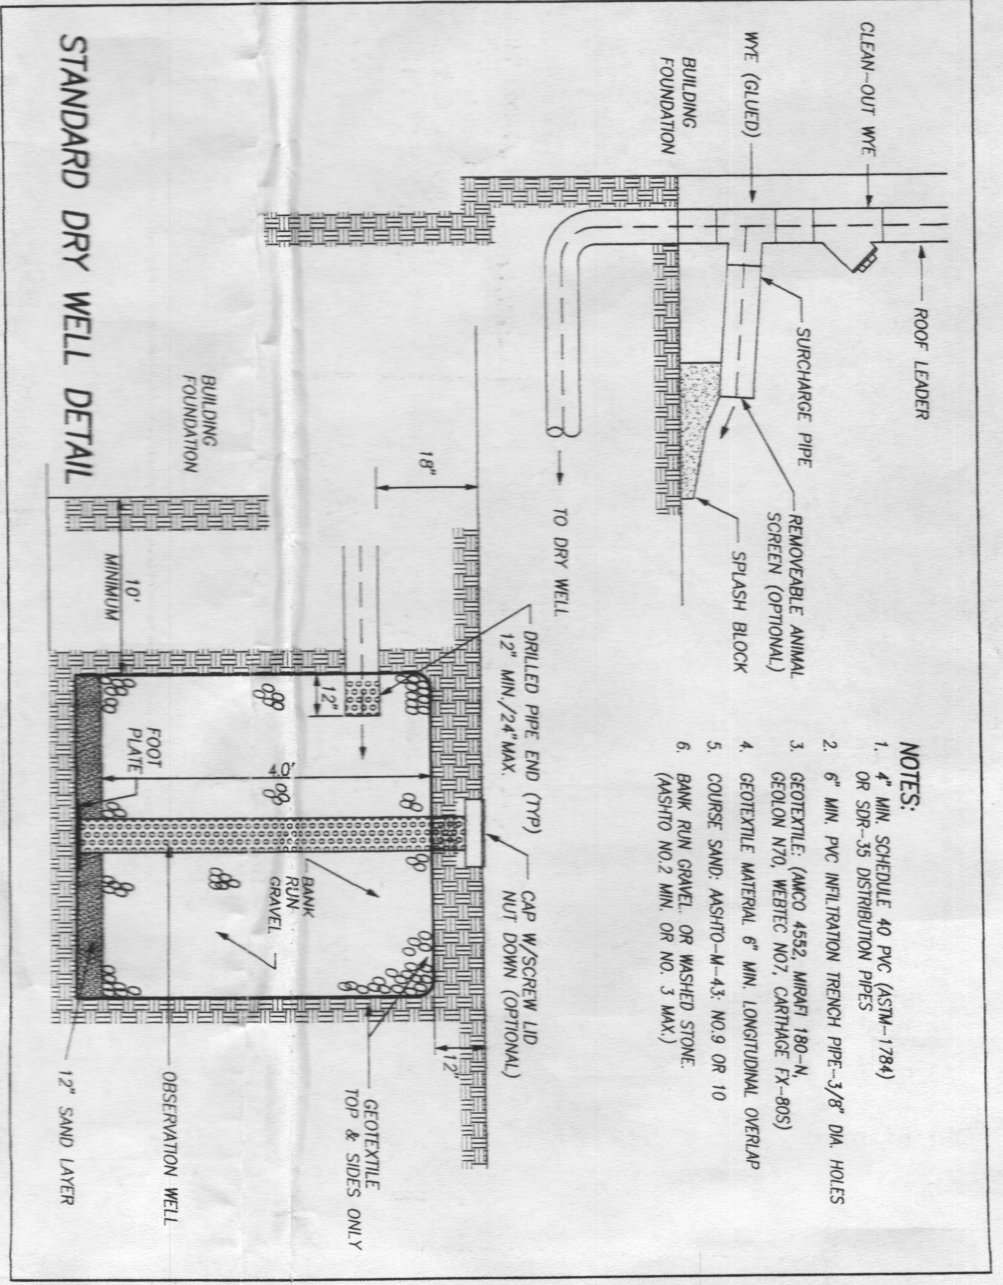 CLEAN-OUT WYE
ROOF LEADER
WYE (GLUED)
SURCHARGE PIPE
REMOVEABLE ANIMAL
SCREEN (OPTIONAL)
BUILDING
FOUNDATION
SPLASH BLOCK
TO DRY WELL
NOTES:
1. 4" MIN. SCHEDULE 40 PVC (ASTM-1784)
OR SDR-35 DISTRIBUTION PIPES
2. 6" MIN. PVC INFILTRATION TRENCH PIPE-3/8" DIA. HOLES
3. GEOTEXTILE: (AMCO 4552, MIRAFI 180-N,
GEOLON N70, WEBTEC NO7, CARTHAGE FX-80S)
4. GEOTEXTILE MATERIAL 6" MIN. LONGITUDINAL OVERLAP
5. COURSE SAND: AASHTO-M-43: NO.9 OR 10
6. BANK RUN GRAVEL. OR WASHED STONE.
(AASHTO NO.2 MIN. OR NO. 3 MAX.)
DRILLED PIPE END (TYP)
12" MIN./24" MAX.
CAP W/SCREW LID
NUT DOWN (OPTIONAL)
18"
12"
12"
GEOTEXTILE
TOP & SIDES ONLY
BUILDING
FOUNDATION
4.0'
BANK
RUN
GRAVEL
10'
MINIMUM
FOOT
PLATE
OBSERVATION WELL
12" SAND LAYER
STANDARD DRY WELL DETAIL